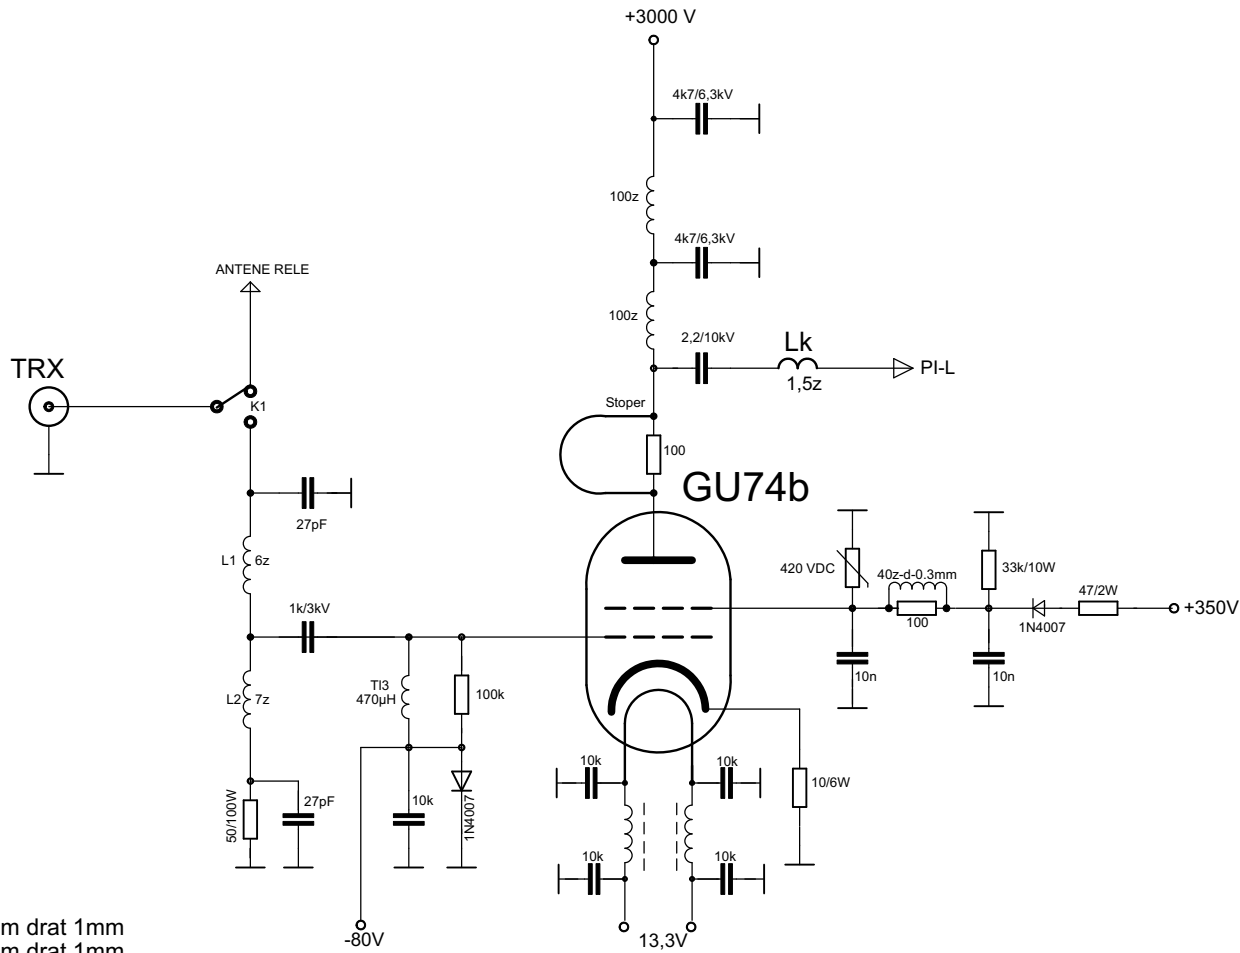 +3000 V
4k7/6,3kV
100z
4k7/6,3kV
ANTENE RELE
100z
2,2/10kV
Lk
1,5z
PI-L
TRX
K1
Stoper
100
GU74b
27pF
L1 6z
420 VDC
40z-d-0.3mm
100
33k/10W
1N4007
47/2W
+350V
1k/3kV
10n
10n
L2 7z
Tl3
470µH
100k
10k
10k
10/6W
50/100W
27pF
10k
1N4007
10k
10k
-80V
13,3V
m drat 1mm
m drat 1mm